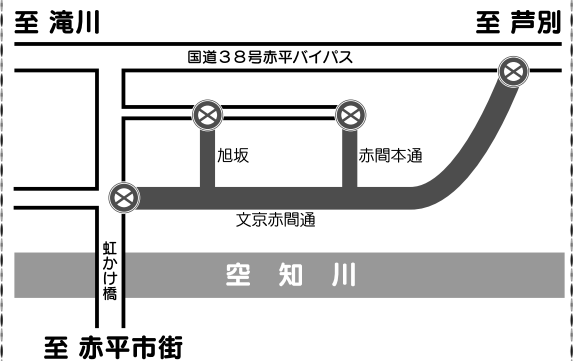 至 滝川
至 芦別
国道38号赤平バイパス
旭坂
赤間本通
文京赤間通
虹かけ橋
空知川
至 赤平市街